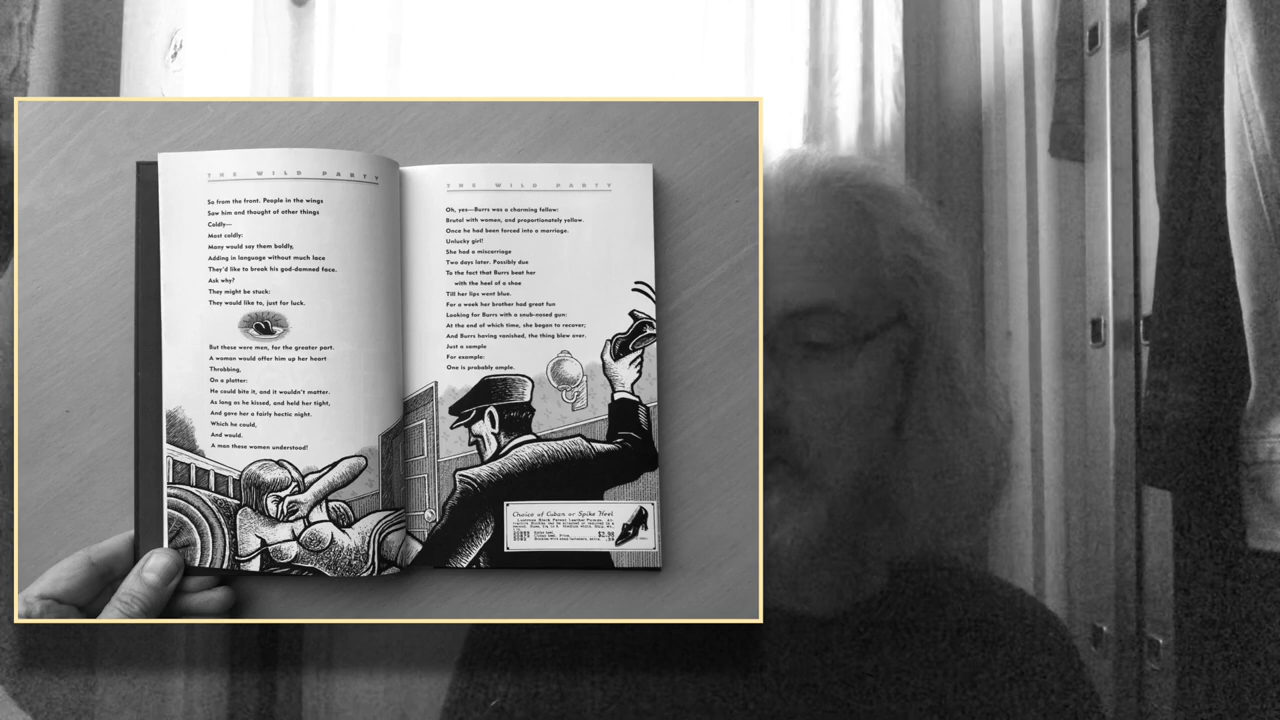 THE WILD PARTY
So from the front. People in the wings
Saw him and thought of other things
Coldly—
Most coldly:
Many would say them boldly,
Adding in language without much lace
They'd like to break his god-damned face.
Ask why?
They might be stuck:
They would like to, just for luck.
But these were men, for the greater part.
A woman would offer him up her heart
Throbbing,
On a platter:
He could bite it, and it wouldn't matter.
As long as he kissed, and held her tight,
And gave her a fairly hectic night.
Which he could,
And would.
A man these women understood!
THE WILD PARTY
Oh, yes—Burrs was a charming fellow:
Brutal with women, and proportionately yellow.
Once he had been forced into a marriage.
Unlucky girl!
She had a miscarriage
Two days later. Possibly due
To the fact that Burrs beat her
with the heel of a shoe
Till her lips went blue.
For a week her brother had great fun
Looking for Burrs with a snub-nosed gun:
At the end of which time, she began to recover;
And Burrs having vanished, the thing blew over.
Just a sample
For example:
One is probably ample.
Choice of Cuban or Spike Heel